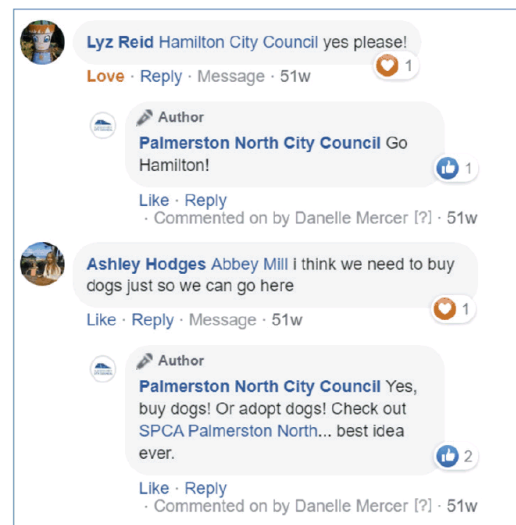 Lyz Reid Hamilton City Council yes please!
1
Love · Reply · Message · 51w
Author
Palmerston North City Council Go
Hamilton!
1
Like · Reply
· Commented on by Danelle Mercer [?] · 51w
Ashley Hodges Abbey Mill i think we need to buy
dogs just so we can go here
1
Like · Reply · Message · 51w
Author
Palmerston North City Council Yes,
buy dogs! Or adopt dogs! Check out
SPCA Palmerston North... best idea
ever.
2
Like · Reply
· Commented on by Danelle Mercer [?] · 51w